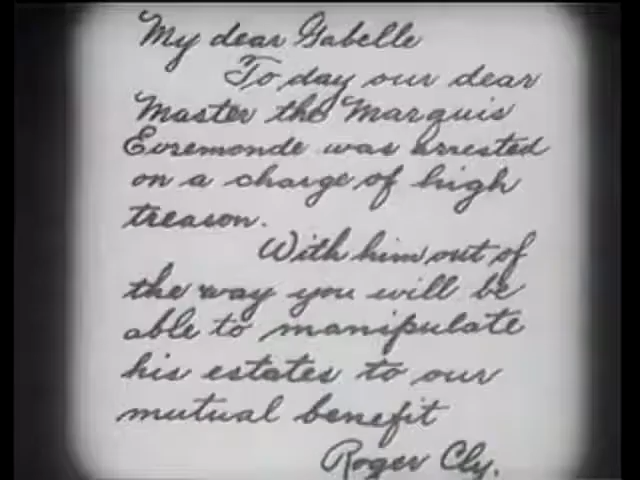 My dear Gabelle
To day our dear
Master the Marquis
Evremonde was arrested
on a charge of high
treason.
With him out of
the way you will be
able to manipulate
his estates to our
mutual benefit
Roger Cly.